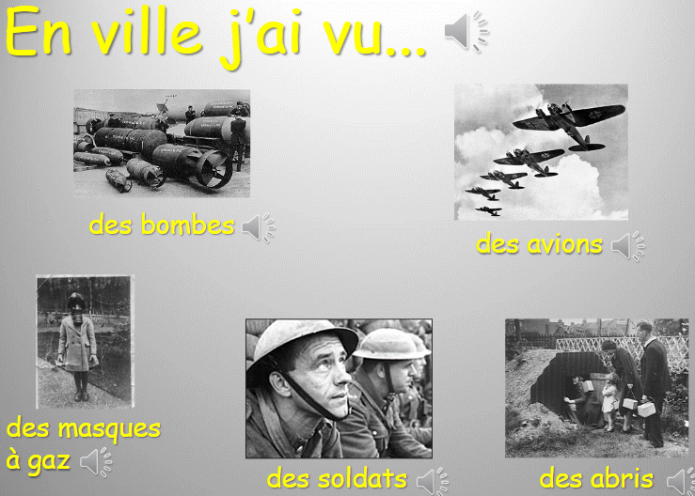 En ville j'ai vu...
des bombes
des avions
des masques
à gaz
des soldats
des abris